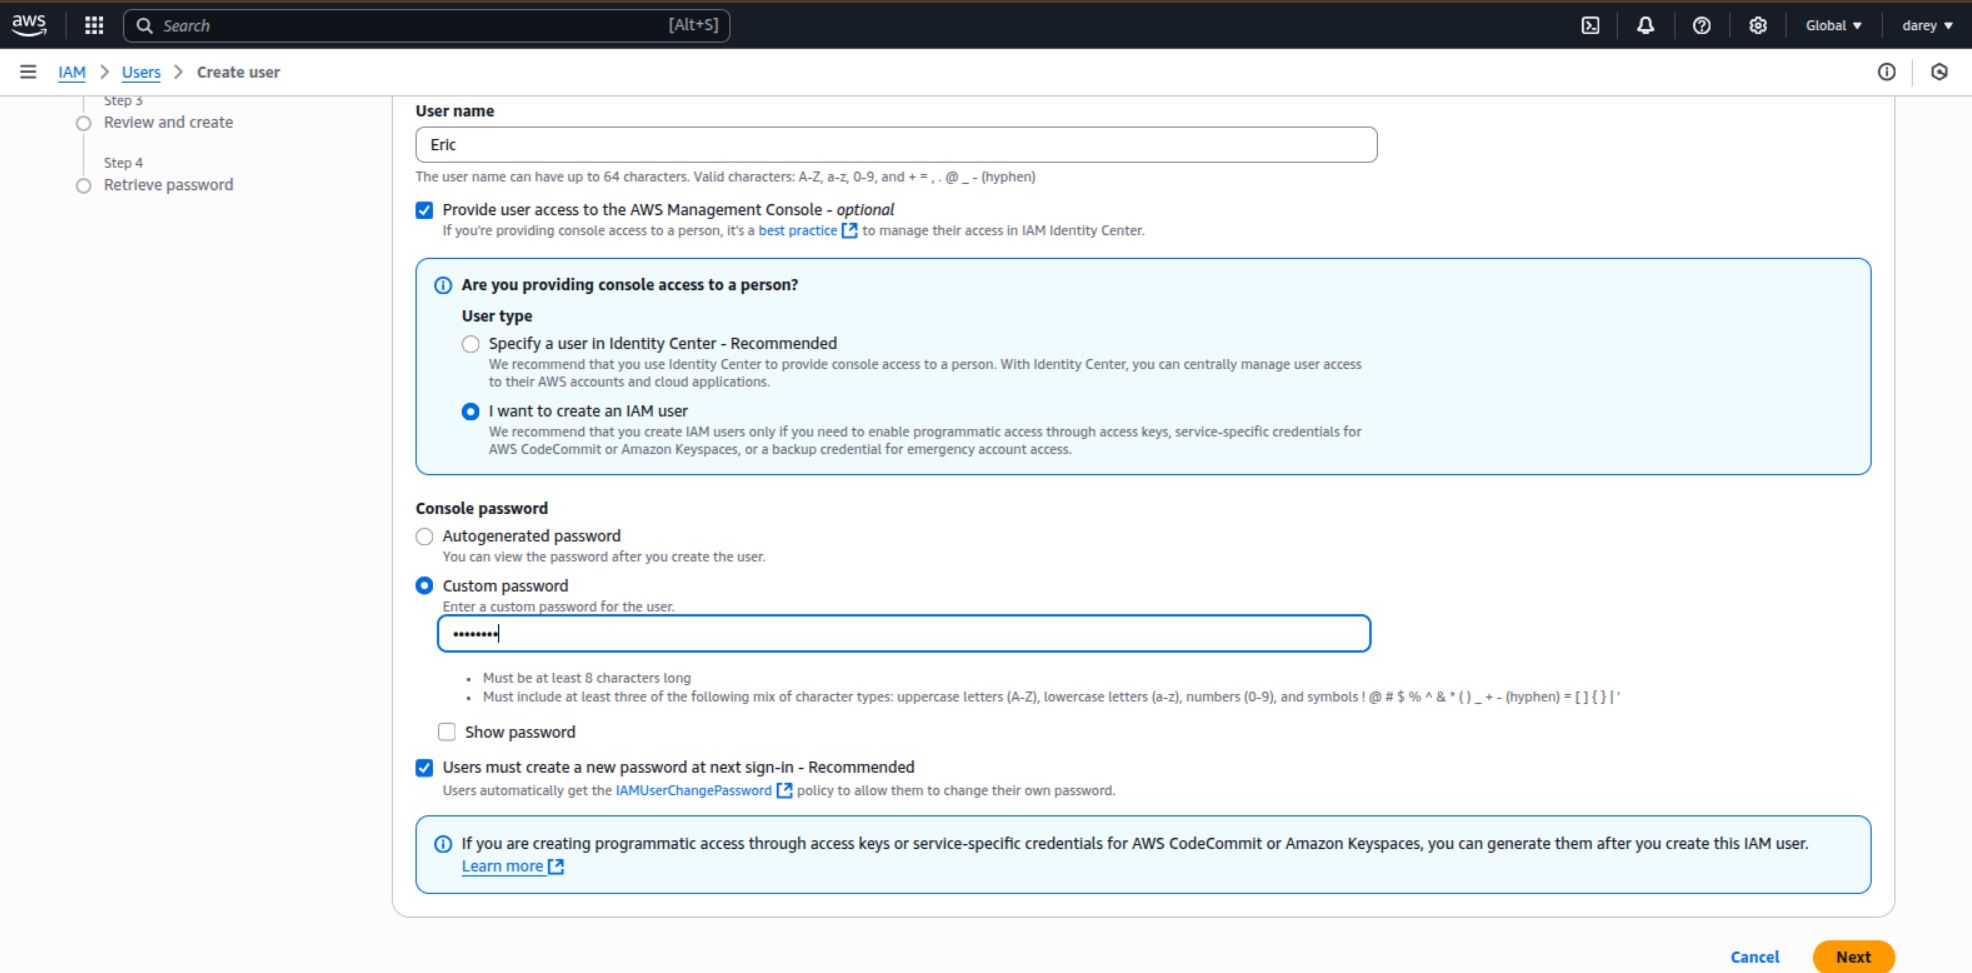 aws
Search
[Alt+S]
Global
darey
IAM
Users
Create user
Step 3
Review and create
Step 4
Retrieve password
User name
Eric
The user name can have up to 64 characters. Valid characters: A-Z, a-z, 0-9, and + = , . @ _ - (hyphen)
Provide user access to the AWS Management Console - optional
If you're providing console access to a person, it's a best practice to manage their access in IAM Identity Center.
Are you providing console access to a person?
User type
Specify a user in Identity Center - Recommended
We recommend that you use Identity Center to provide console access to a person. With Identity Center, you can centrally manage user access
to their AWS accounts and cloud applications.
I want to create an IAM user
We recommend that you create IAM users only if you need to enable programmatic access through access keys, service-specific credentials for
AWS CodeCommit or Amazon Keyspaces, or a backup credential for emergency account access.
Console password
Autogenerated password
You can view the password after you create the user.
Custom password
Enter a custom password for the user.
••••••••
• Must be at least 8 characters long
• Must include at least three of the following mix of character types: uppercase letters (A-Z), lowercase letters (a-z), numbers (0-9), and symbols ! @ # $ % ^ & * ( ) _ + - (hyphen) = [ ] { } | '
Show password
Users must create a new password at next sign-in - Recommended
Users automatically get the IAMUserChangePassword policy to allow them to change their own password.
If you are creating programmatic access through access keys or service-specific credentials for AWS CodeCommit or Amazon Keyspaces, you can generate them after you create this IAM user.
Learn more
Cancel
Next